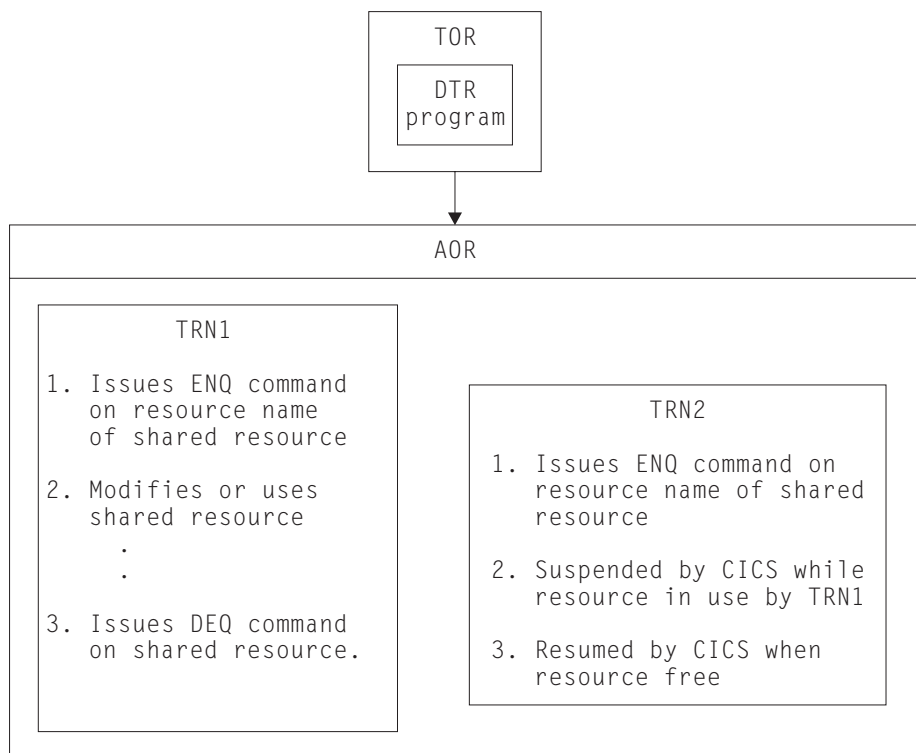 TOR
DTR
program
AOR
TRN1
1. Issues ENQ command
on resource name
of shared resource
2. Modifies or uses
shared resource
.
.
3. Issues DEQ command
on shared resource.
TRN2
1. Issues ENQ command on
resource name of shared
resource
2. Suspended by CICS while
resource in use by TRN1
3. Resumed by CICS when
resource free